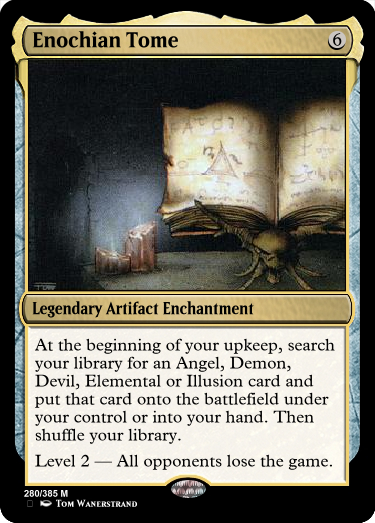 Enochian Tome 6
Legendary Artifact Enchantment
At the beginning of your upkeep, search
your library for an Angel, Demon,
Devil, Elemental or Illusion card and
put that card onto the battlefield under
your control or into your hand. Then
shuffle your library.
Level 2 — All opponents lose the game.
280/385 M
Tom Wanerstrand